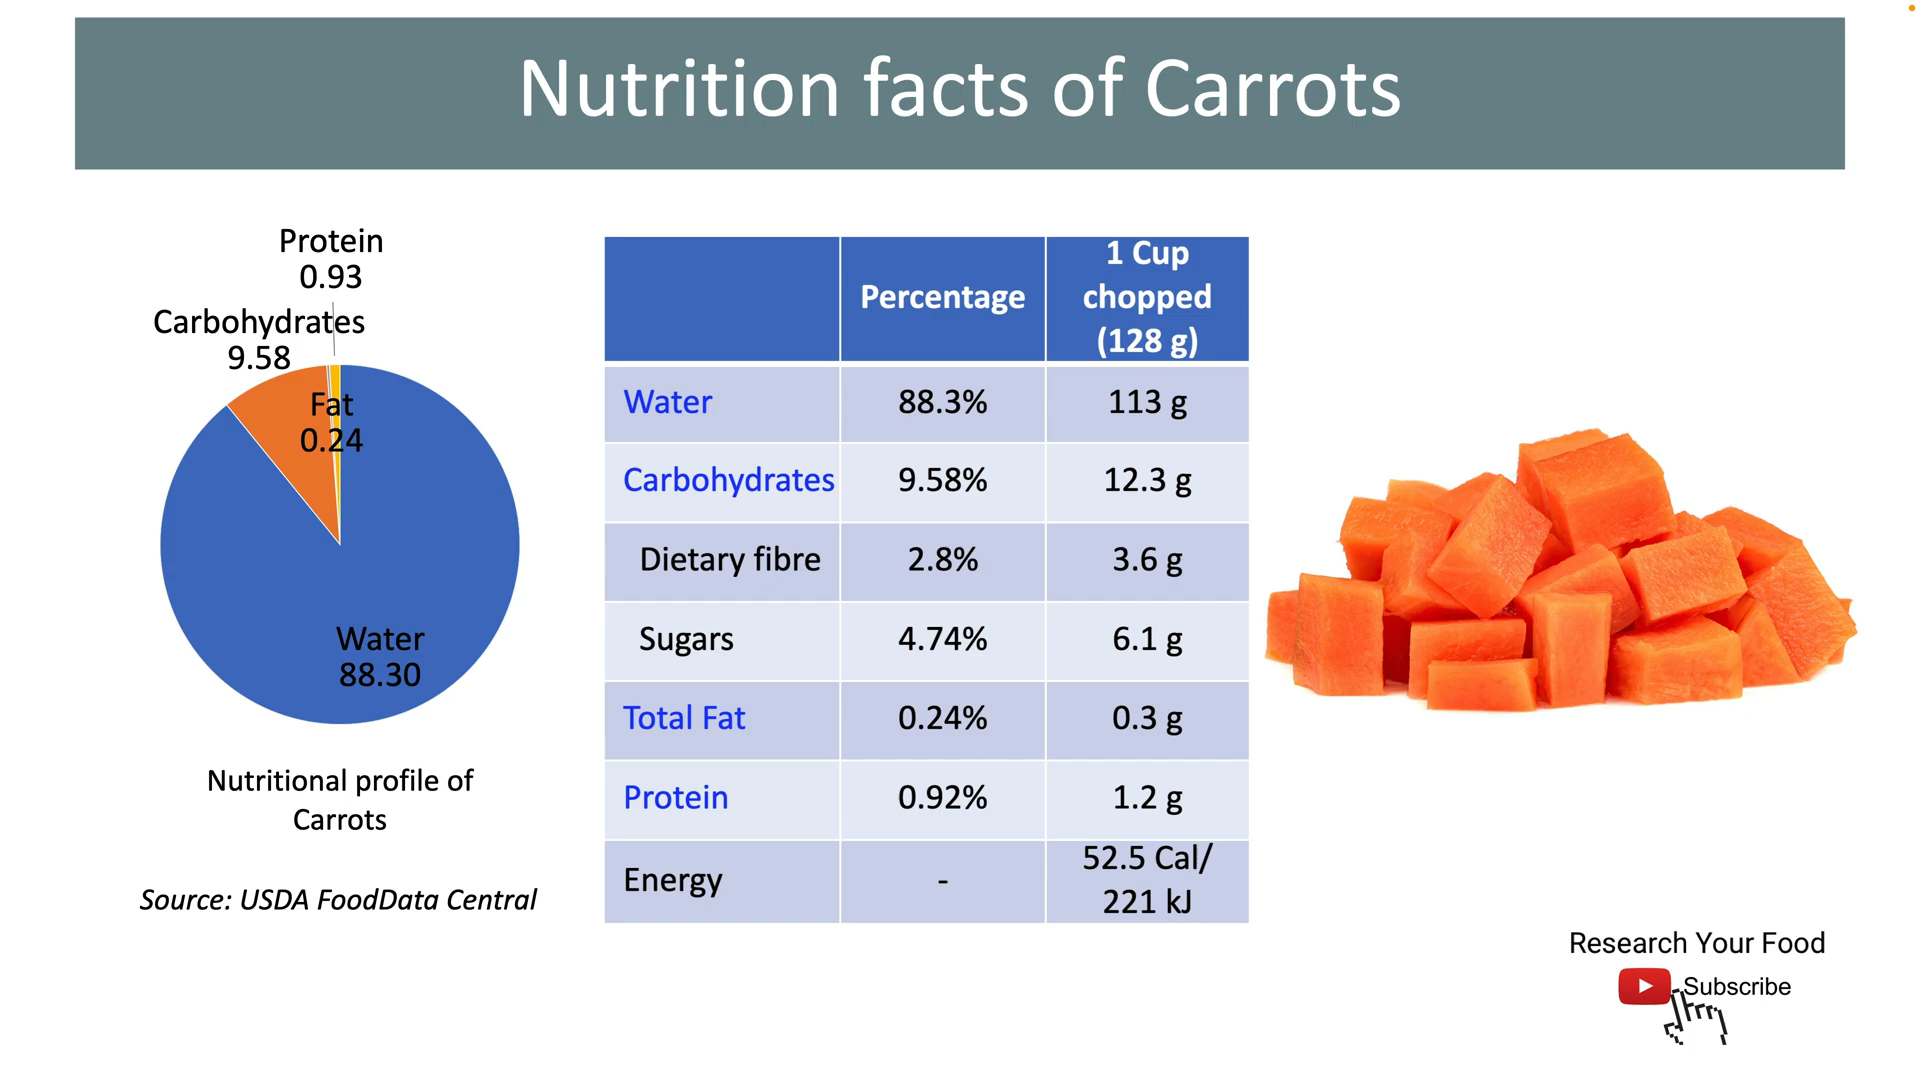 Nutrition facts of Carrots
Protein
0.93
Carbohydrates
9.58
Fat
0.24
Water
88.30
Nutritional profile of
Carrots
Source: USDA FoodData Central
Percentage
1 Cup
chopped
(128 g)
Water 88.3% 113 g
Carbohydrates 9.58% 12.3 g
Dietary fibre 2.8% 3.6 g
Sugars 4.74% 6.1 g
Total Fat 0.24% 0.3 g
Protein 0.92% 1.2 g
Energy - 52.5 Cal/
221 kJ
Research Your Food
Subscribe